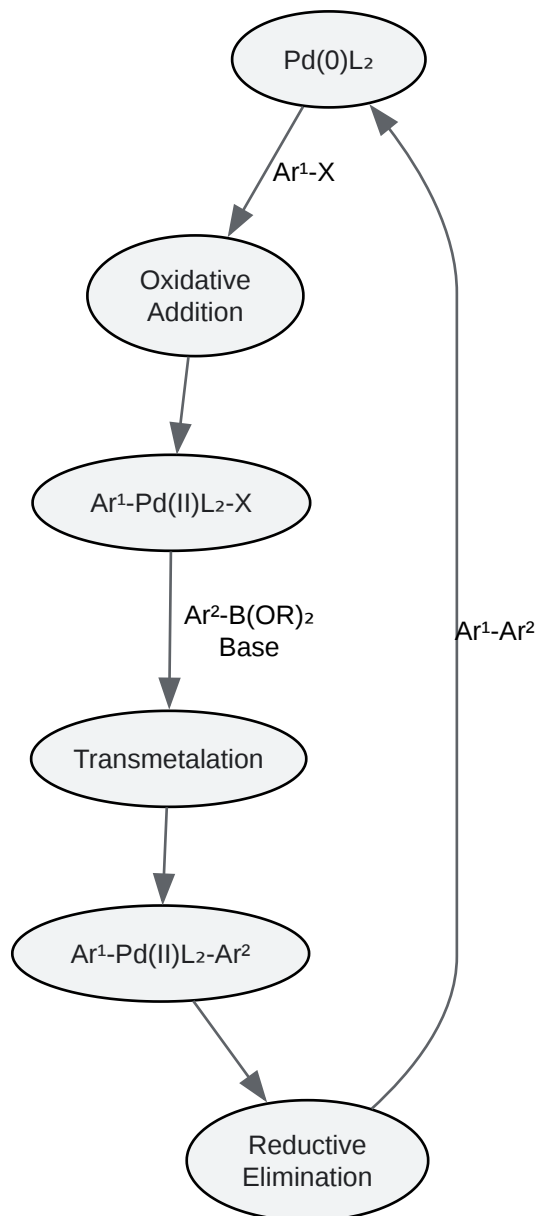 Pd(0)L₂
Ar¹-X
Oxidative
Addition
Ar¹-Pd(II)L₂-X
Ar²-B(OR)₂
Base
Ar¹-Ar²
Transmetalation
Ar¹-Pd(II)L₂-Ar²
Reductive
Elimination